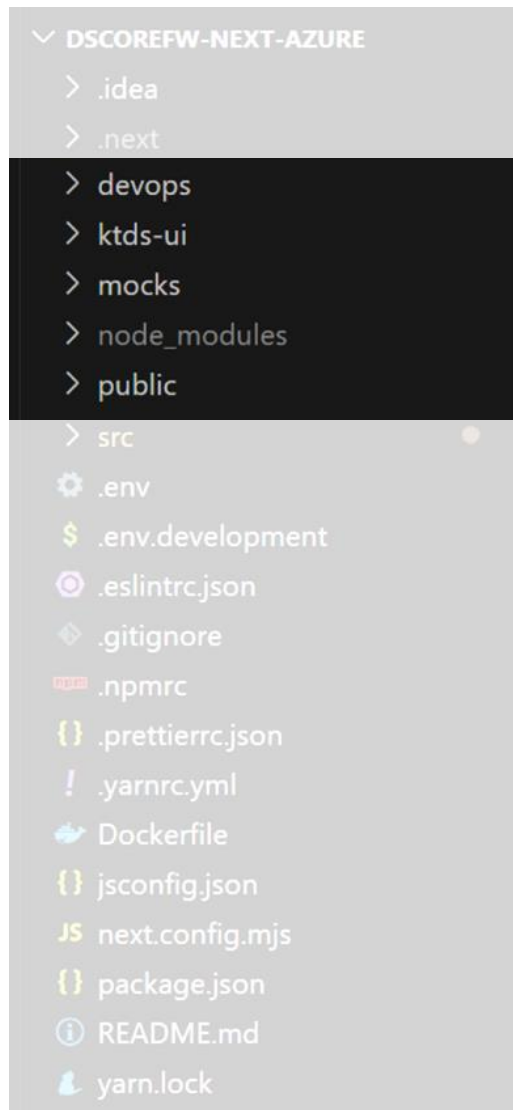 DSCOREFW-NEXT-AZURE
.idea
.next
devops
ktds-ui
mocks
node_modules
public
src
.env
$ .env.development
.eslintrc.json
.gitignore
.npmrc
{} .prettierrc.json
! .yarnrc.yml
Dockerfile
{} jsconfig.json
JS next.config.mjs
{} package.json
README.md
yarn.lock